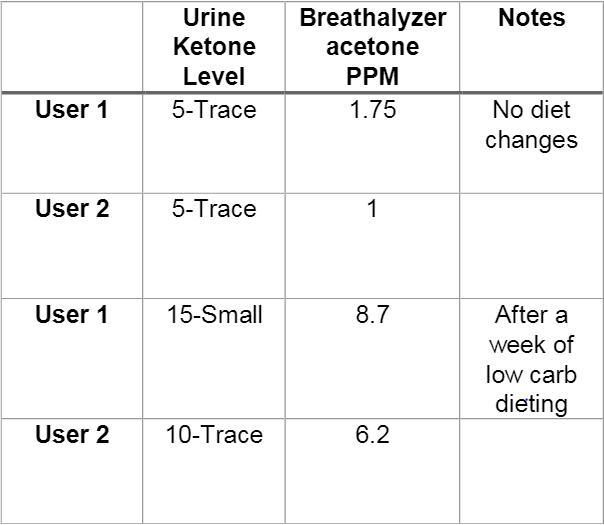 Urine Ketone Level
Breathalyzer acetone PPM
Notes
User 1
5-Trace
1.75
No diet changes
User 2
5-Trace
1
User 1
15-Small
8.7
After a week of low carb dieting
User 2
10-Trace
6.2